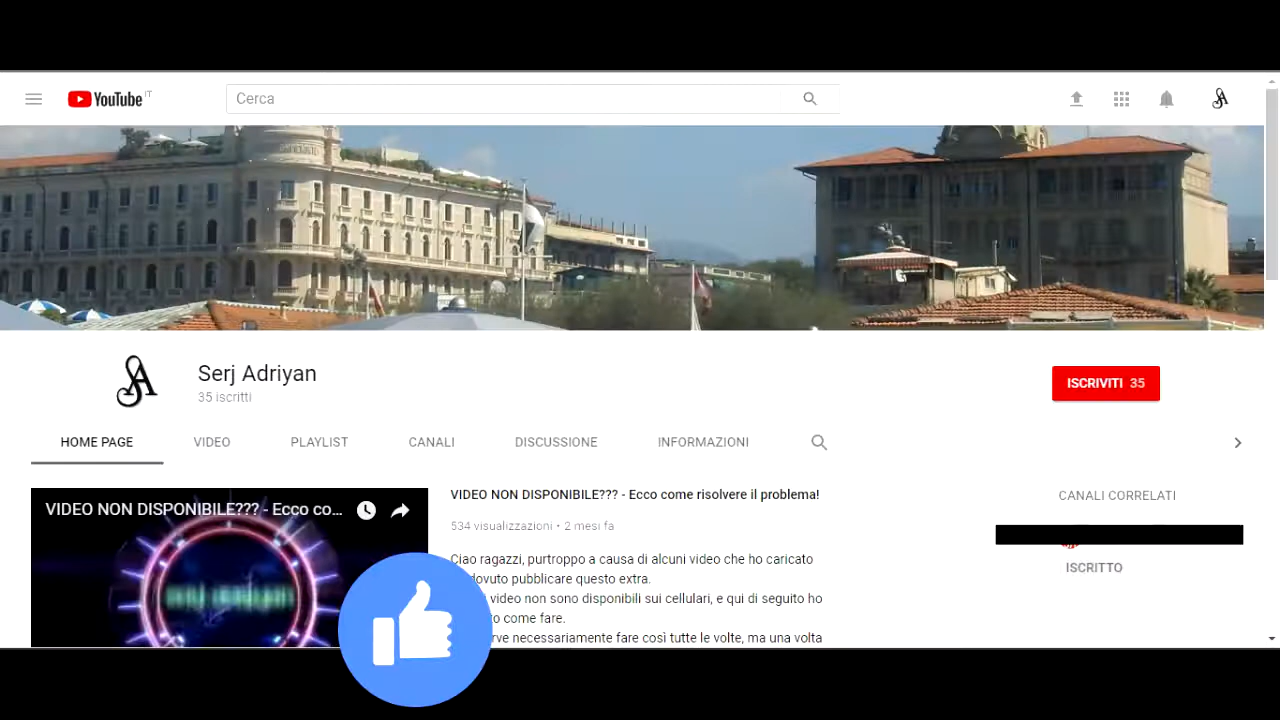 YouTube IT
Cerca
Serj Adriyan
35 iscritti
ISCRIVITI 35
HOME PAGE
VIDEO
PLAYLIST
CANALI
DISCUSSIONE
INFORMAZIONI
VIDEO NON DISPONIBILE??? - Ecco co...
VIDEO NON DISPONIBILE??? - Ecco come risolvere il problema!
534 visualizzazioni • 2 mesi fa
Ciao ragazzi, purtroppo a causa di alcuni video che ho caricato
dovuto pubblicare questo extra.
video non sono disponibili sui cellulari, e qui di seguito ho
come fare.
necessariamente fare così tutte le volte, ma una volta
CANALI CORRELATI
ISCRITTO